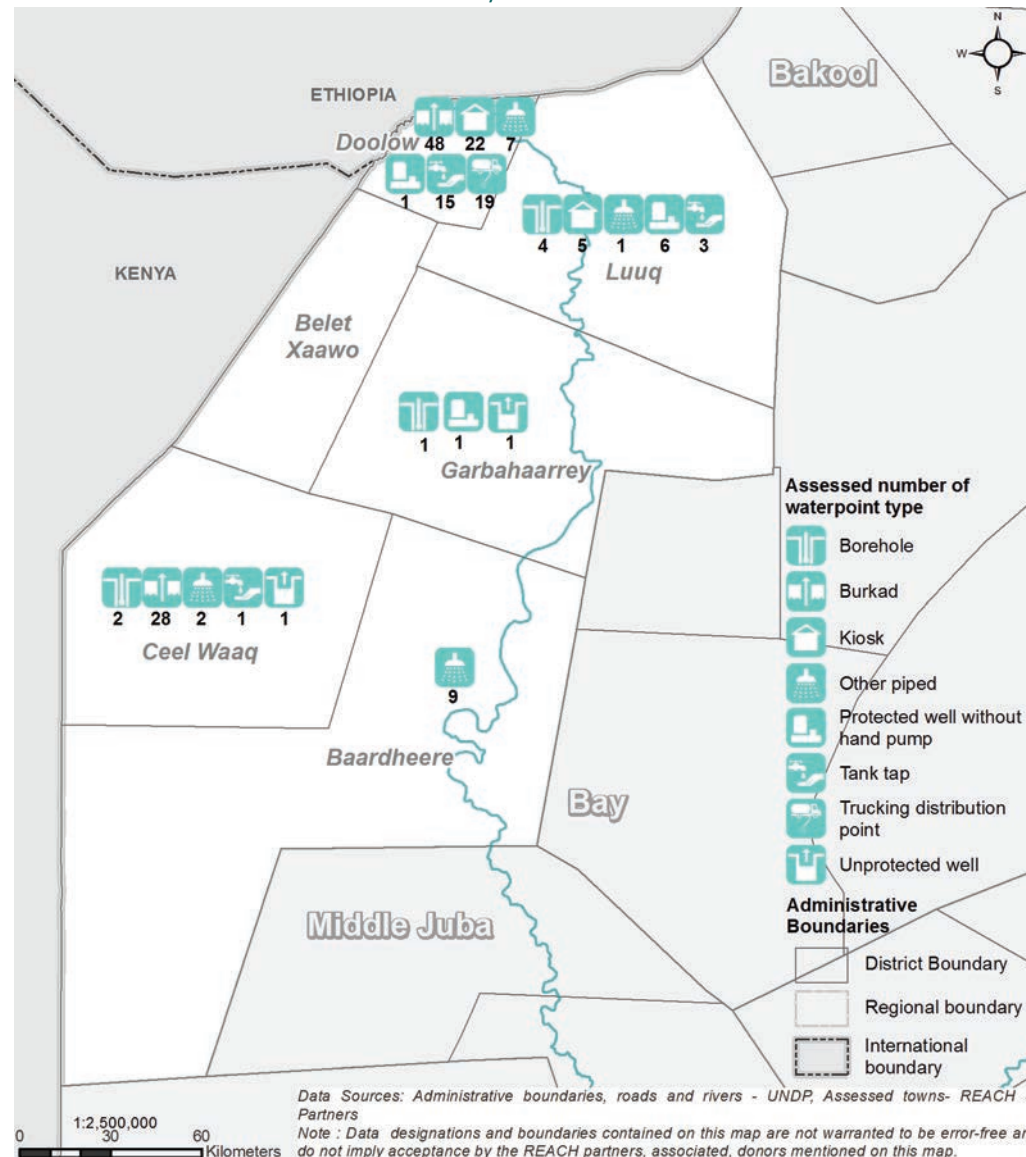 N
W
S
Bakool
ETHIOPIA
Doolow
48 22 7
1 15 19
4 5 1 6 3
Luuq
KENYA
Belet
Xaawo
1 1 1
Garbahaarrey
2 28 2 1 1
Ceel Waaq
9
Baardheere
Bay
Middle Juba
Assessed number of
waterpoint type
Borehole
Burkad
Kiosk
Other piped
Protected well without
hand pump
Tank tap
Trucking distribution
point
Unprotected well
Administrative
Boundaries
District Boundary
Regional boundary
International
boundary
Data Sources: Administrative boundaries, roads and rivers - UNDP, Assessed towns- REACH
Partners
Note : Data designations and boundaries contained on this map are not warranted to be error-free
do not imply acceptance by the REACH partners, associated, donors mentioned on this map.
1:2,500,000
0 30 60
Kilometers